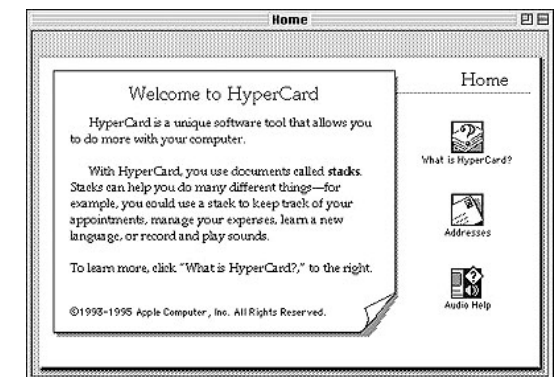 Home
Welcome to HyperCard
HyperCard is a unique software tool that allows you
to do more with your computer.
With HyperCard, you use documents called stacks.
Stacks can help you do many different things—for
example, you could use a stack to keep track of your
appointments, manage your expenses, learn a new
language, or record and play sounds.
To learn more, click "What is HyperCard?," to the right.
©1993-1995 Apple Computer, Inc. All Rights Reserved.
Home
What is HyperCard?
Addresses
Audio Help